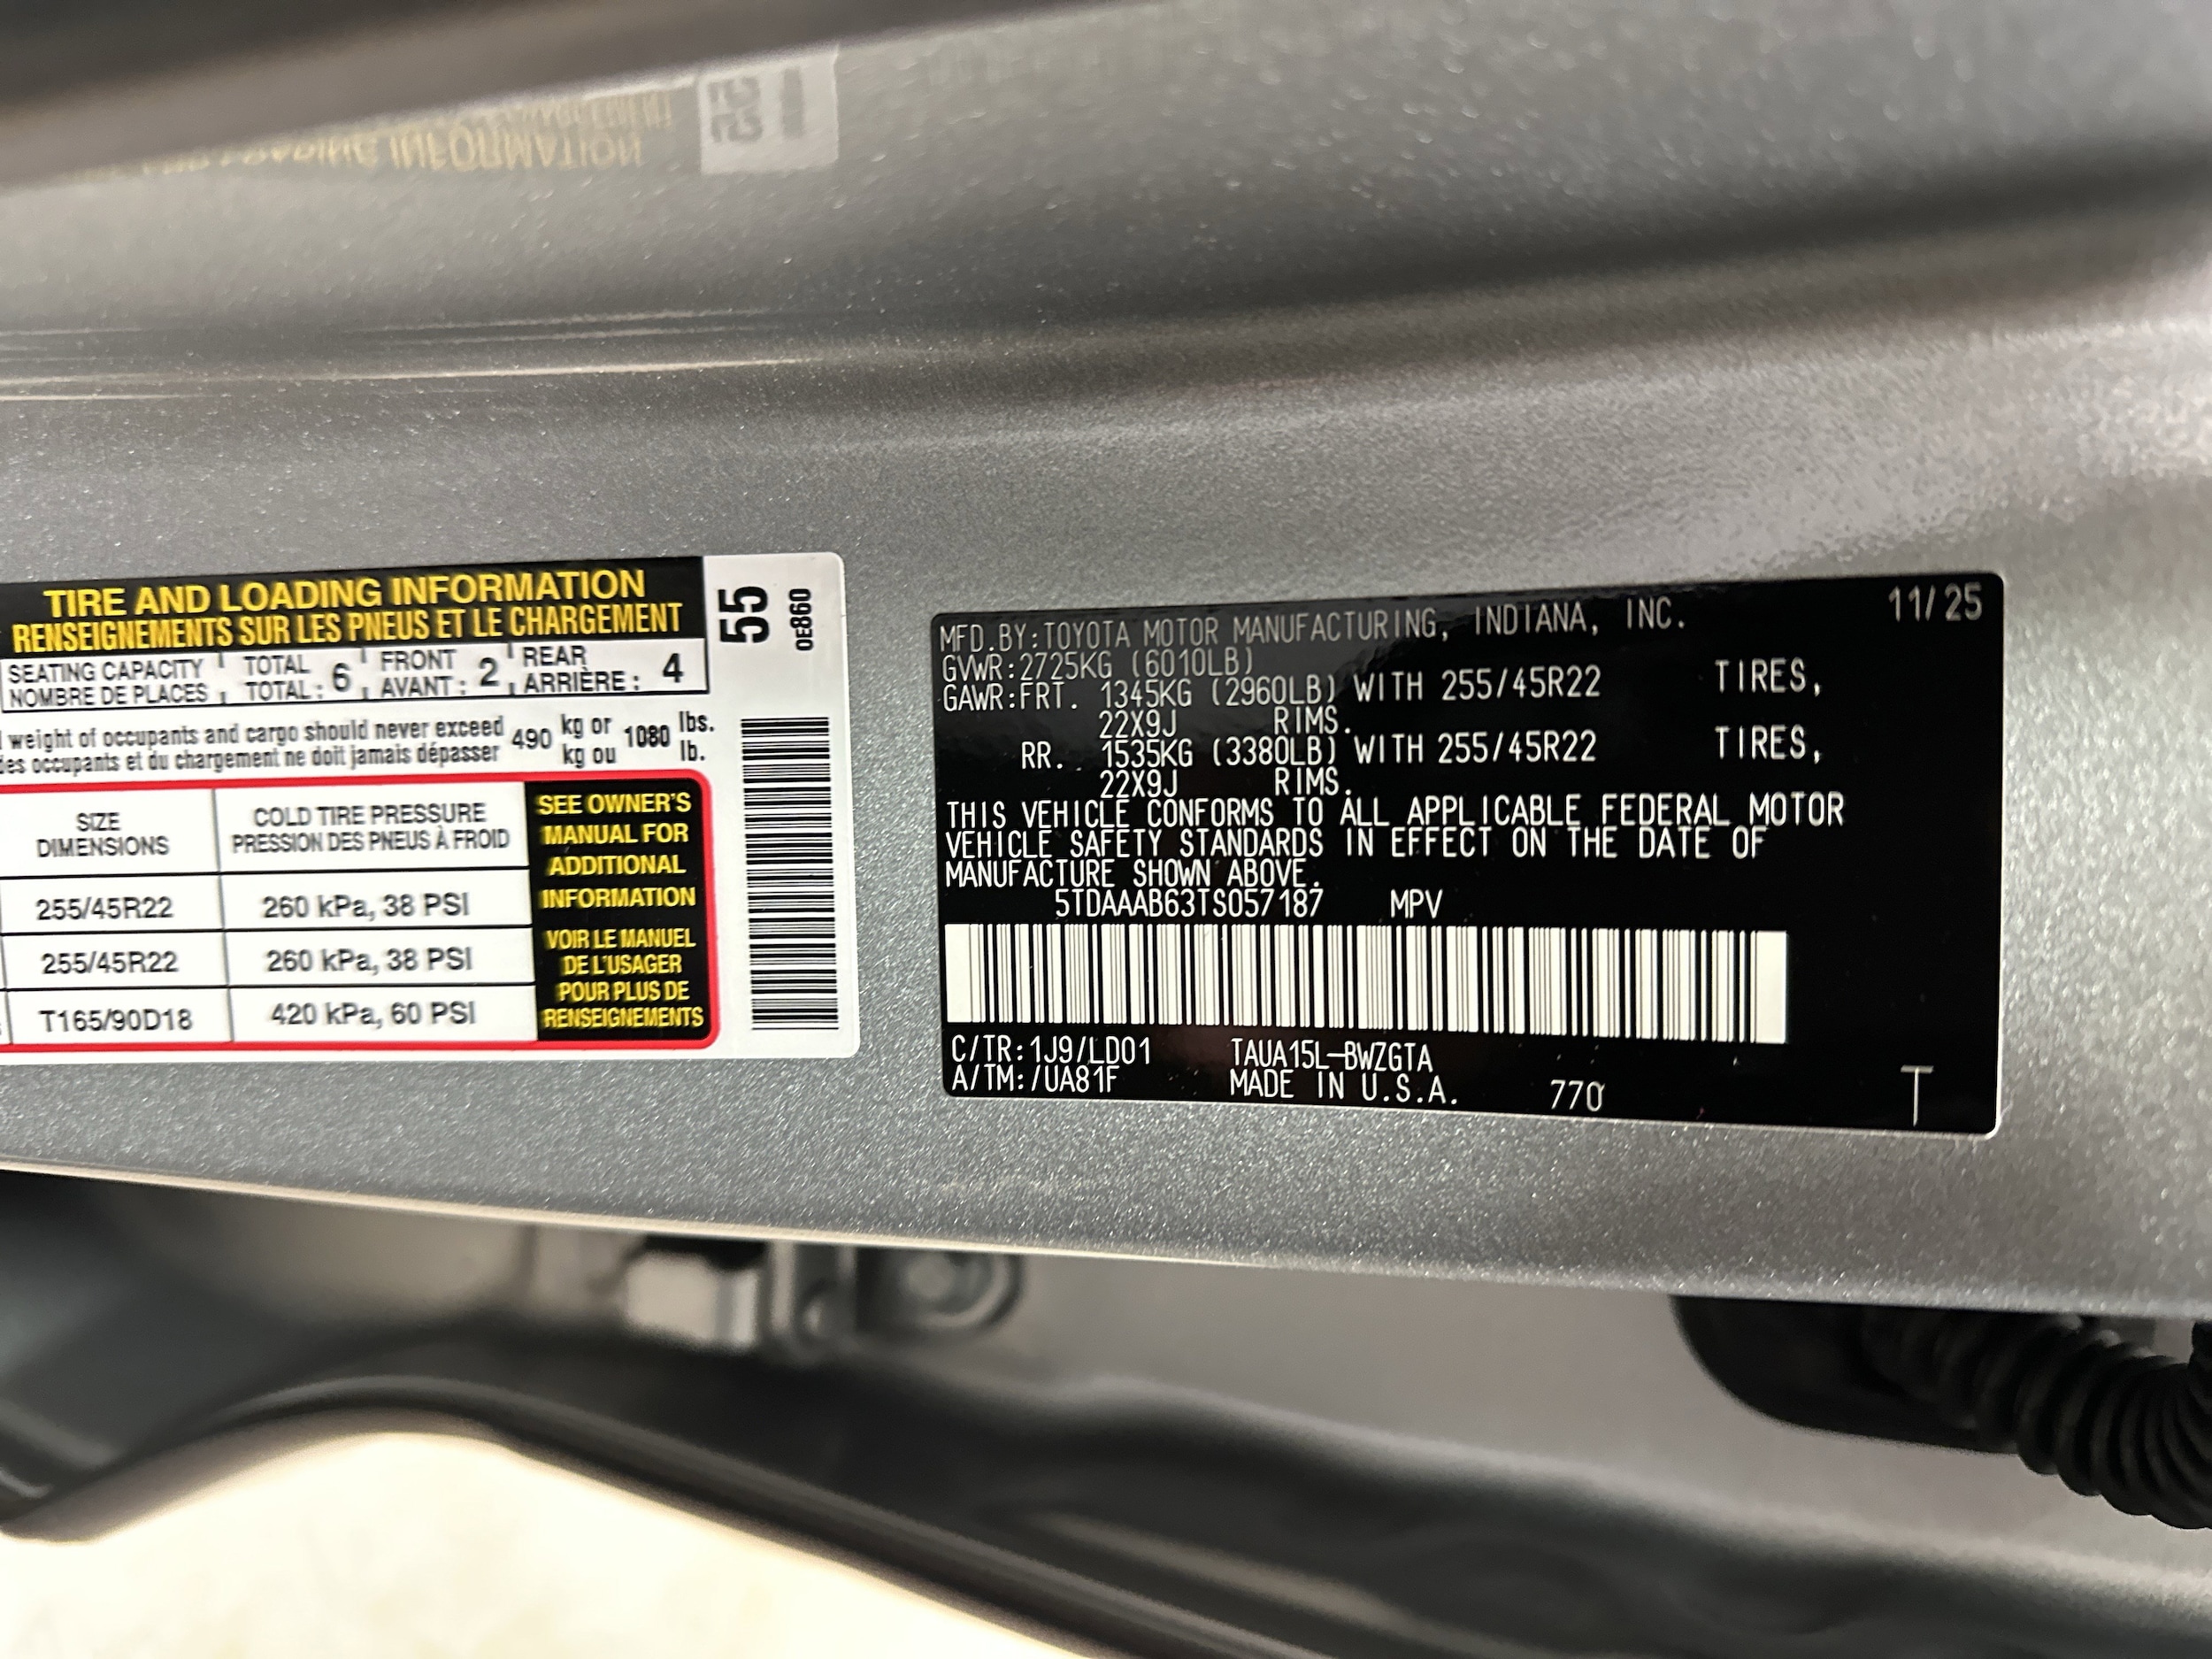 TIRE AND LOADING INFORMATION
RENSEIGNEMENTS SUR LES PNEUS ET LE CHARGEMENT
SEATING CAPACITY TOTAL FRONT REAR
NOMBRE DE PLACES TOTAL: 6 AVANT: 2 ARRIÈRE: 4
weight of occupants and cargo should never exceed 490 kg or 1080 lbs.
des occupants et du chargement ne doit jamais dépasser kg ou lb.
SIZE COLD TIRE PRESSURE
DIMENSIONS PRESSION DES PNEUS À FROID
255/45R22 260 kPa, 38 PSI
255/45R22 260 kPa, 38 PSI
T165/90D18 420 kPa, 60 PSI
SEE OWNER'S
MANUAL FOR
ADDITIONAL
INFORMATION
VOIR LE MANUEL
DE L'USAGER
POUR PLUS DE
RENSEIGNEMENTS
55
0E860
MFD.BY:TOYOTA MOTOR MANUFACTURING, INDIANA, INC. 11/25
GVWR:2725KG (6010LB)
GAWR:FRT. 1345KG (2960LB) WITH 255/45R22 TIRES,
22X9J RIMS.
RR. 1535KG (3380LB) WITH 255/45R22 TIRES,
22X9J RIMS.
THIS VEHICLE CONFORMS TO ALL APPLICABLE FEDERAL MOTOR
VEHICLE SAFETY STANDARDS IN EFFECT ON THE DATE OF
MANUFACTURE SHOWN ABOVE.
5TDAAAB63TS057187 MPV
C/TR:1J9/LD01 TAUA15L-BWZGTA
A/TM:/UA81F MADE IN U.S.A. 770 T